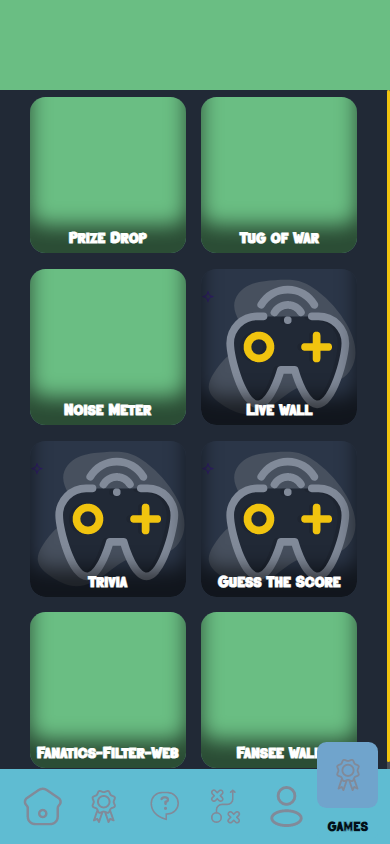 Prize Drop
Tug of War
Noise Meter
Live Wall
Trivia
Guess The Score
Fanatics-Filter-Web
Fansee Wall
GAMES